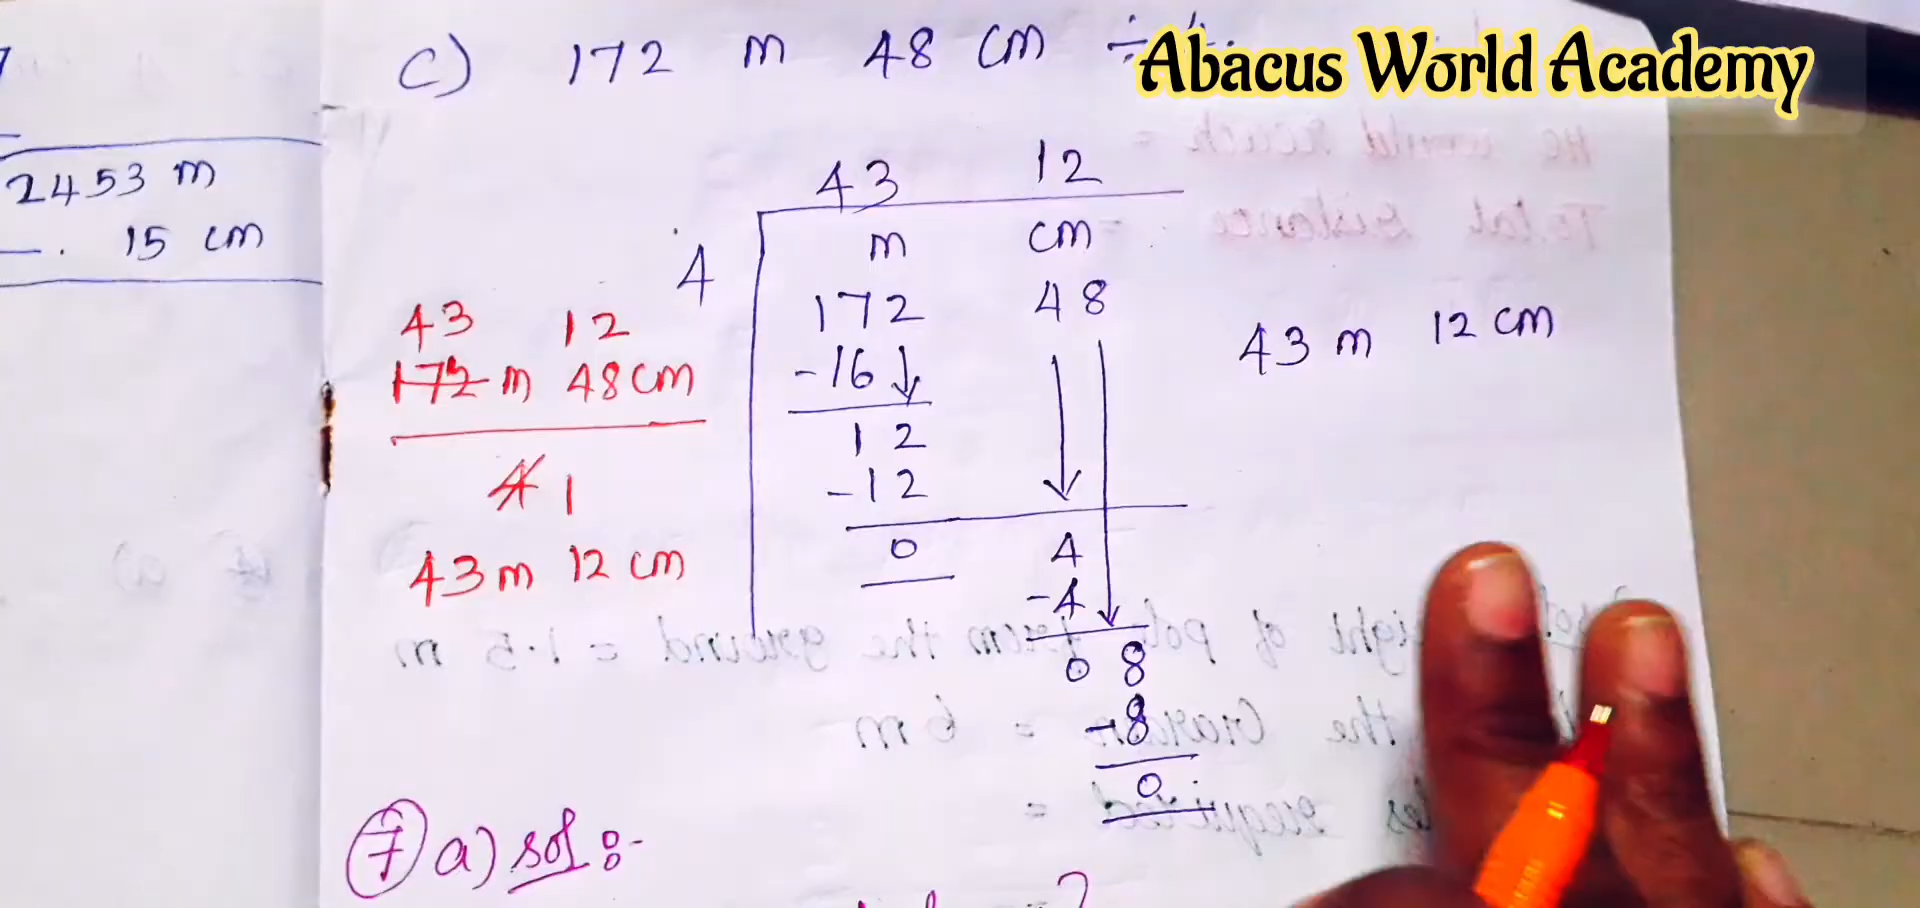 c) 172 m 48 cm ÷
Abacus World Academy
2453 m
15 cm
43 12
m cm
4
172 48
-16
12
-12
0 4
-4
0 8
-8
0
43 12
172 m 48 cm
4 1
43 m 12 cm
43 m 12 cm
7 a) sol :-